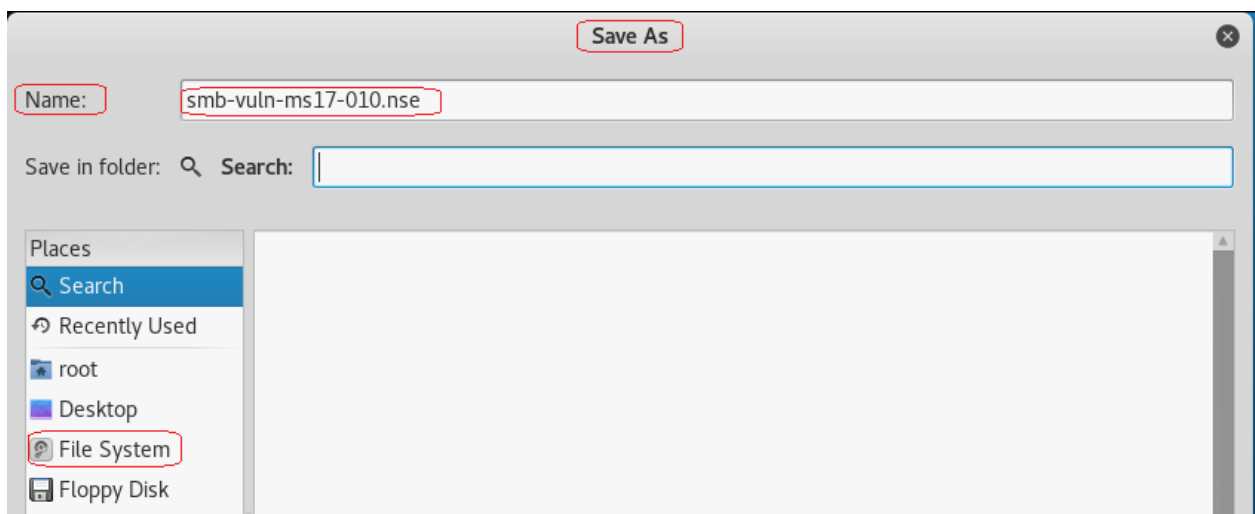 Save As
Name: smb-vuln-ms17-010.nse
Save in folder: Search:
Places
Search
Recently Used
root
Desktop
File System
Floppy Disk